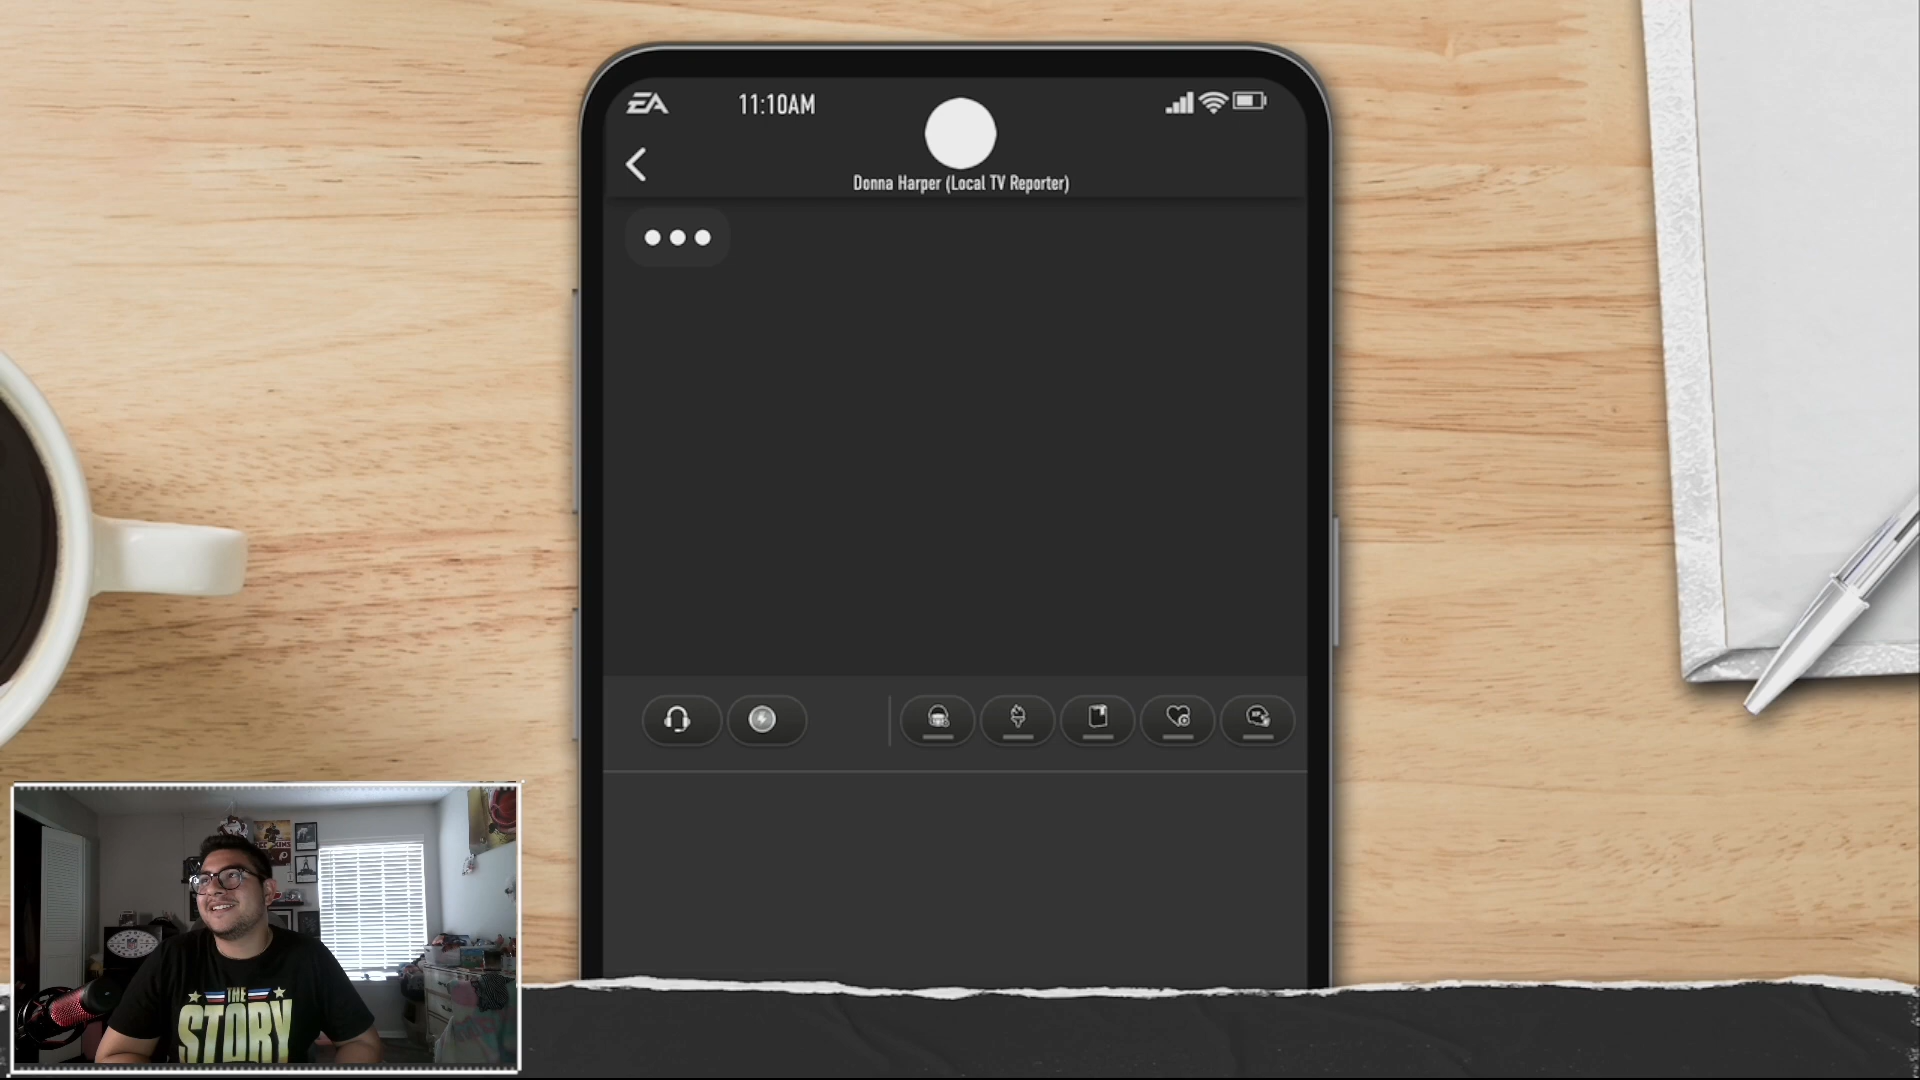 EA
11:10AM
Donna Harper (Local TV Reporter)
THE
STORY